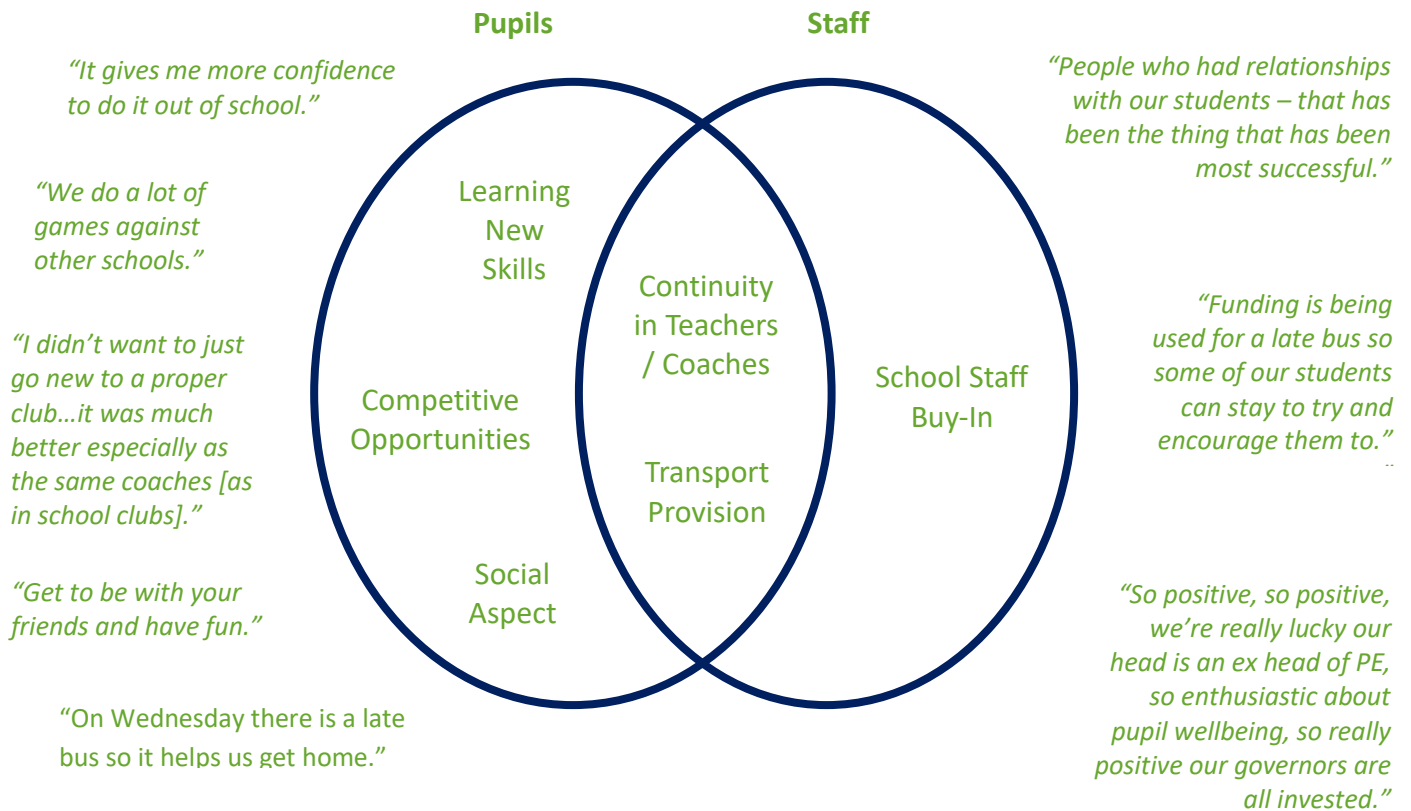 Pupils
Staff
“It gives me more confidence
to do it out of school.”
“We do a lot of
games against
other schools.”
“I didn’t want to just
go new to a proper
club…it was much
better especially as
the same coaches [as
in school clubs].”
“Get to be with your
friends and have fun.”
“On Wednesday there is a late
bus so it helps us get home.”
Learning
New
Skills
Competitive
Opportunities
Social
Aspect
Continuity
in Teachers
/ Coaches
Transport
Provision
School Staff
Buy-In
“People who had relationships
with our students – that has
been the thing that has been
most successful.”
“Funding is being
used for a late bus so
some of our students
can stay to try and
encourage them to.”
”
“So positive, so positive,
we’re really lucky our
head is an ex head of PE,
so enthusiastic about
pupil wellbeing, so really
positive our governors are
all invested.”